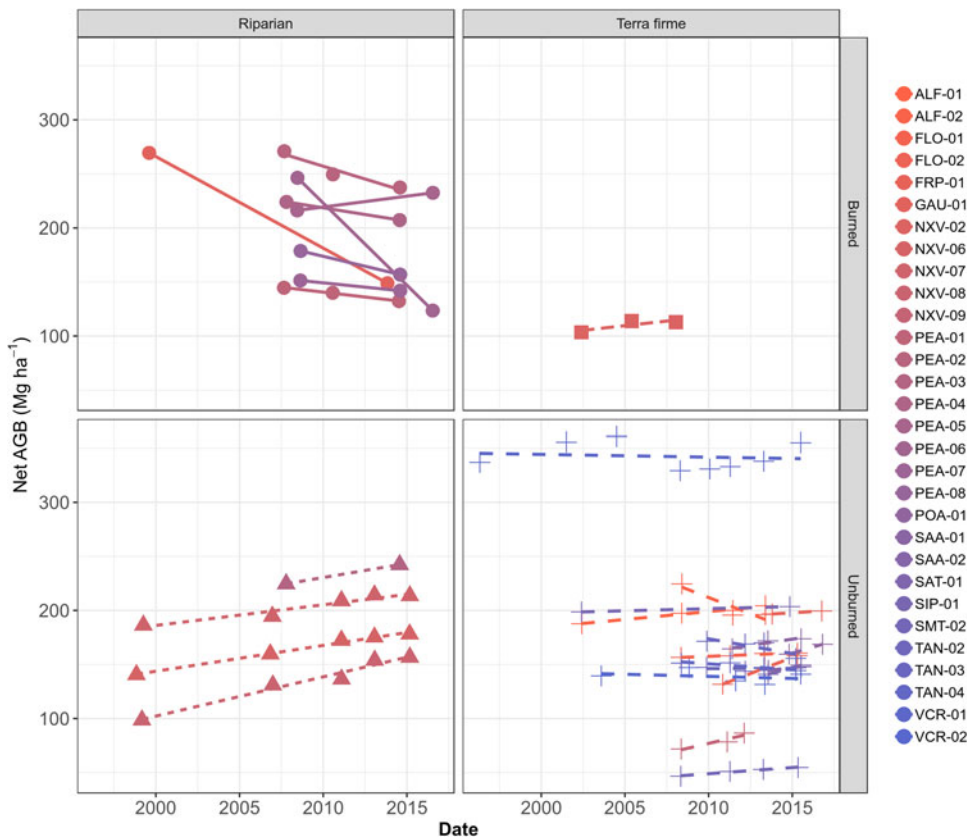 Riparian
Terra firme
300
200
100
Burned
300
200
100
Unburned
Net AGB (Mg ha⁻¹)
2000 2005 2010 2015
2000 2005 2010 2015
Date
ALF-01
ALF-02
FLO-01
FLO-02
FRP-01
GAU-01
NXV-02
NXV-06
NXV-07
NXV-08
NXV-09
PEA-01
PEA-02
PEA-03
PEA-04
PEA-05
PEA-06
PEA-07
PEA-08
POA-01
SAA-01
SAA-02
SAT-01
SIP-01
SMT-02
TAN-02
TAN-03
TAN-04
VCR-01
VCR-02